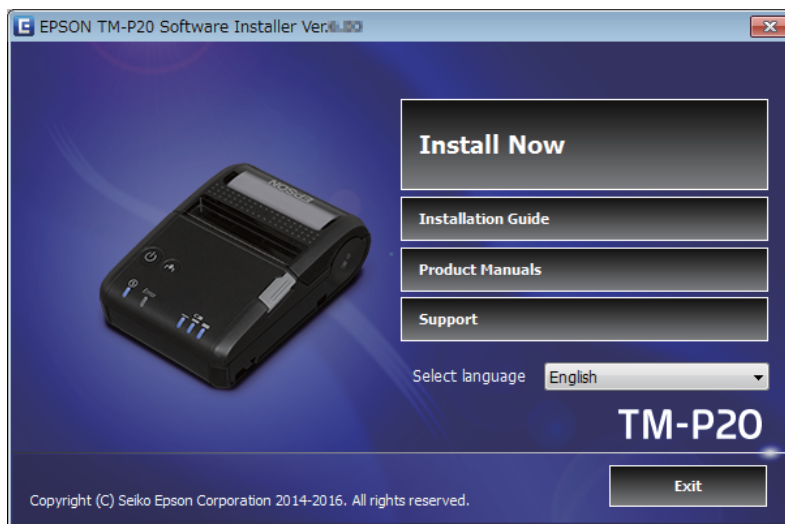 EPSON TM-P20 Software Installer Ver.
Install Now
Installation Guide
Product Manuals
Support
Select language English
TM-P20
Exit
Copyright (C) Seiko Epson Corporation 2014-2016. All rights reserved.
EPSON